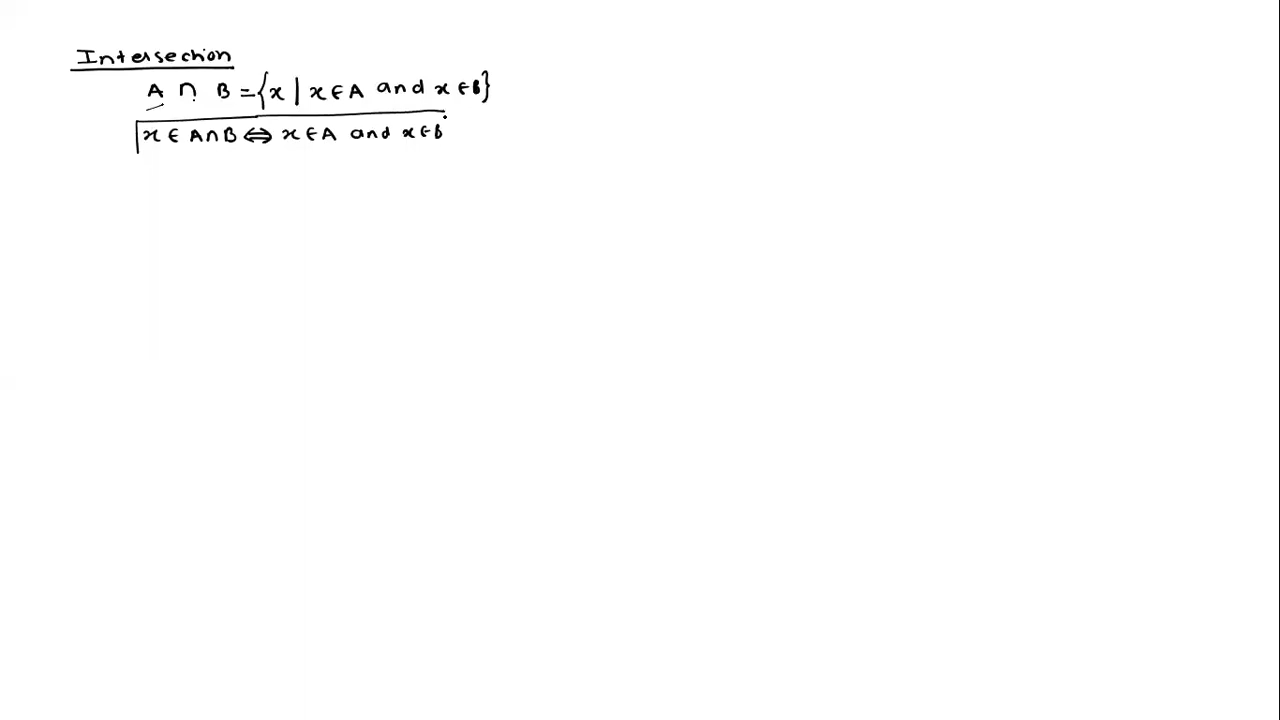 Intersection
A ∩ B = {x | x ∈ A and x ∈ B}
x ∈ A∩B ⇔ x ∈ A and x ∈ B